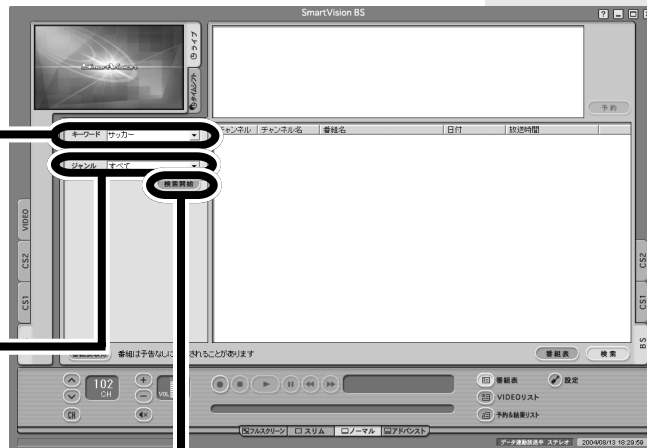 SmartVision BS
SmartVision
ライブ
タイムシフト
予約
キーワード サッカー
チャンネル チャンネル名 番組名 日付 放送時間
ジャンル すべて
検索開始
VIDEO
CS2
CS1
CS2
CS1
BS
番組は予告なしに
されることがあります
番組表 検索
102
CH
CH
VOL
番組表 設定
VIDEOリスト
予約&結果リスト
フルスクリーン スリム ノーマル アドバンスト
データ連動放送中 ステレオ 2004/08/13 18:29:59